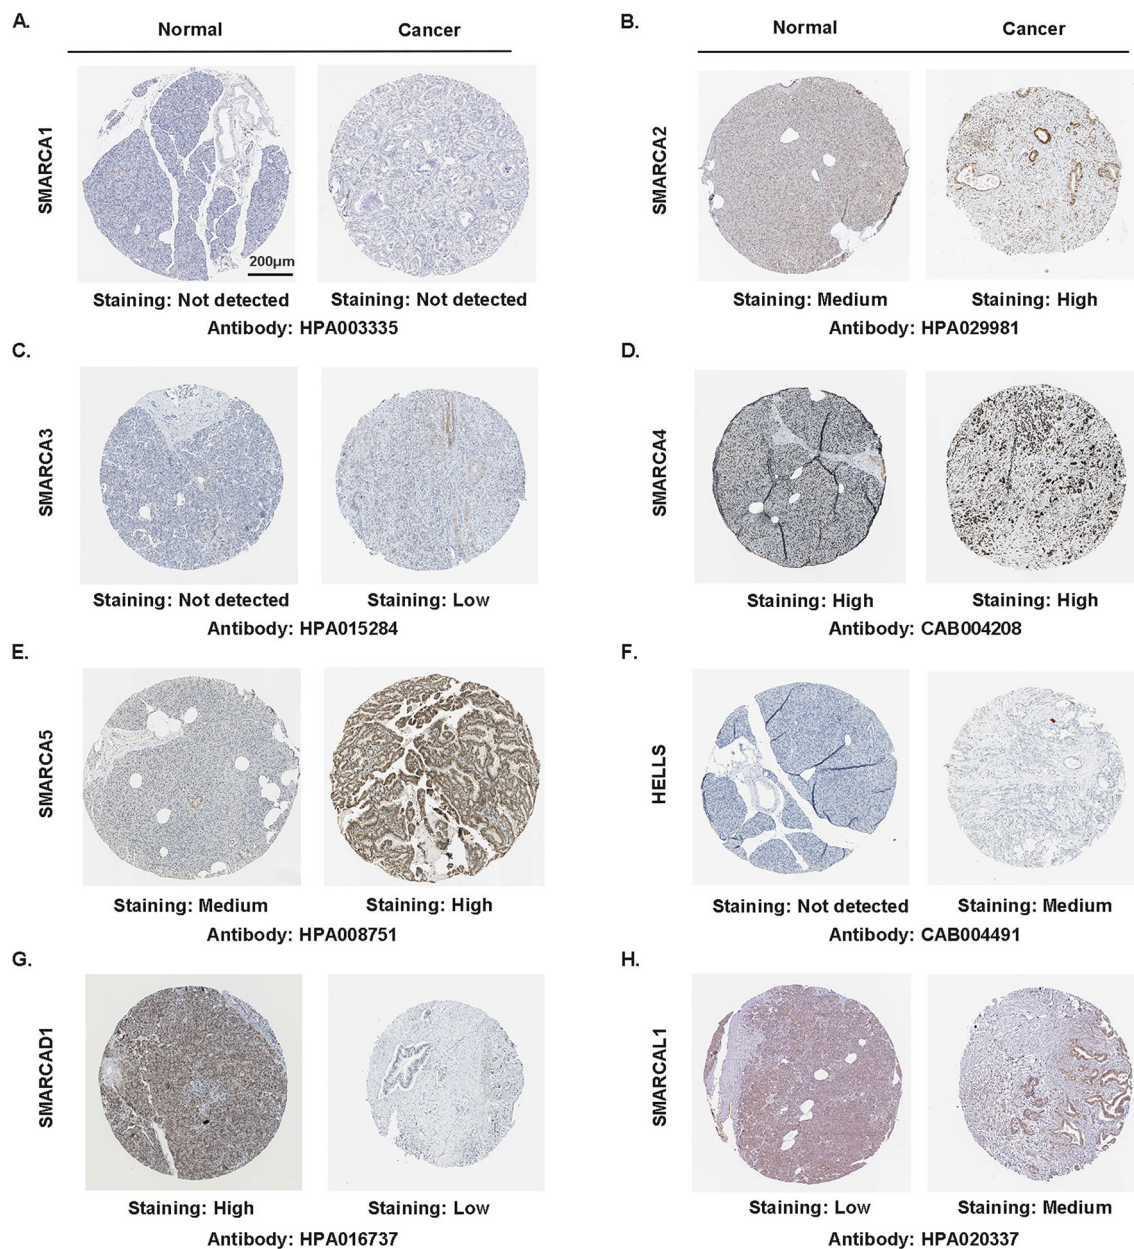 A.
Normal Cancer
SMARCA1
200μm
Staining: Not detected Staining: Not detected
Antibody: HPA003335
B.
Normal Cancer
SMARCA2
Staining: Medium Staining: High
Antibody: HPA029981
C.
SMARCA3
Staining: Not detected Staining: Low
Antibody: HPA015284
D.
SMARCA4
Staining: High Staining: High
Antibody: CAB004208
E.
SMARCA5
Staining: Medium Staining: High
Antibody: HPA008751
F.
HELLS
Staining: Not detected Staining: Medium
Antibody: CAB004491
G.
SMARCAD1
Staining: High Staining: Low
Antibody: HPA016737
H.
SMARCAL1
Staining: Low Staining: Medium
Antibody: HPA020337